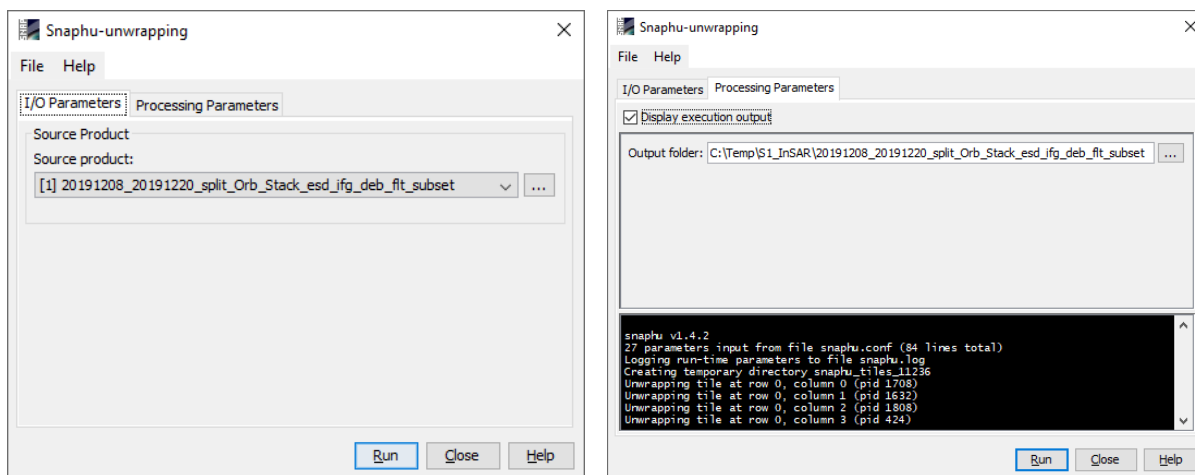 Snaphu-unwrapping
File Help
I/O Parameters Processing Parameters
Source Product
Source product:
[1] 20191208_20191220_split_Orb_Stack_esd_ifg_deb_flt_subset ...
Run Close Help
Snaphu-unwrapping
File Help
I/O Parameters Processing Parameters
Display execution output
Output folder: C:\Temp\S1_InSAR\20191208_20191220_split_Orb_Stack_esd_ifg_deb_flt_subset ...
snaphu v1.4.2
27 parameters input from file snaphu.conf (84 lines total)
Logging run-time parameters to file snaphu.log
Creating temporary directory snaphu_tiles_11236
Unwrapping tile at row 0, column 0 (pid 1708)
Unwrapping tile at row 0, column 1 (pid 1632)
Unwrapping tile at row 0, column 2 (pid 1808)
Unwrapping tile at row 0, column 3 (pid 424)
Run Close Help